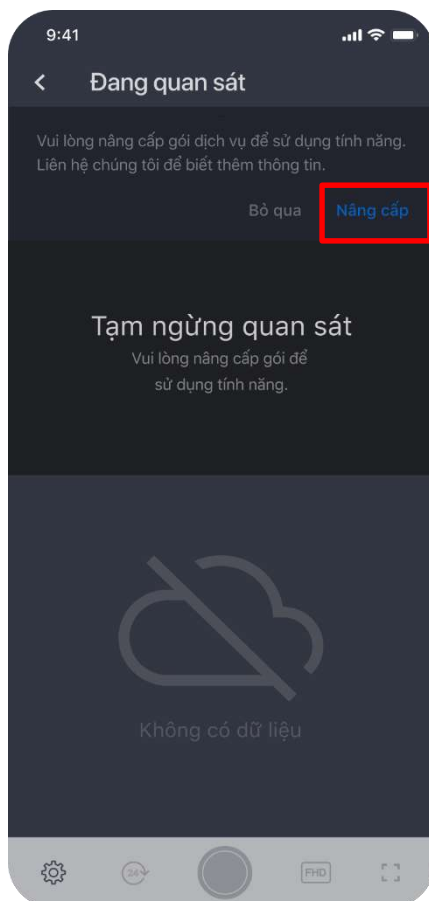 9:41
Đang quan sát
Vui lòng nâng cấp gói dịch vụ để sử dụng tính năng.
Liên hệ chúng tôi để biết thêm thông tin.
Bỏ qua Nâng cấp
Tạm ngừng quan sát
Vui lòng nâng cấp gói để
sử dụng tính năng.
Không có dữ liệu
24 FHD